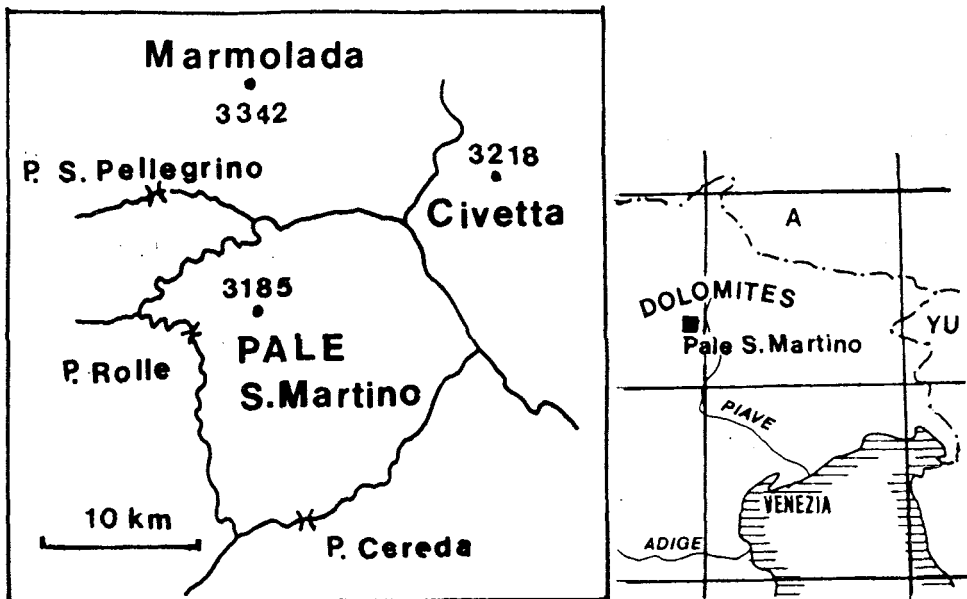 Marmolada
3342
P. S. Pellegrino
3218
Civetta
3185
PALE
S.Martino
P. Rolle
10 km
P. Cereda
A
DOLOMITES
YU
Pale S.Martino
PIAVE
VENEZIA
ADIGE